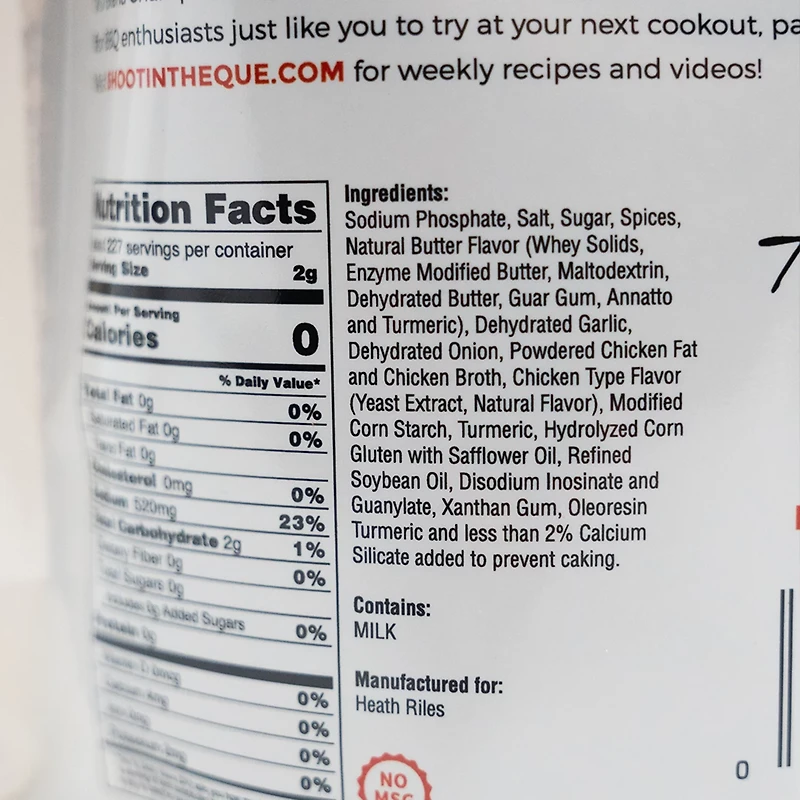 enthusiasts just like you to try at your next cookout, pa
SHOOTINTHEQUE.COM for weekly recipes and videos!
Nutrition Facts
227 servings per container
Serving Size 2g
Amount Per Serving
Calories 0
% Daily Value*
Total Fat 0g 0%
Saturated Fat 0g 0%
Trans Fat 0g
Cholesterol 0mg 0%
Sodium 520mg 23%
Total Carbohydrate 2g 1%
Dietary Fiber 0g 0%
Total Sugars 0g
Includes 0g Added Sugars 0%
Protein 0g
Vitamin D 0mcg 0%
0%
0%
0%
Ingredients:
Sodium Phosphate, Salt, Sugar, Spices,
Natural Butter Flavor (Whey Solids,
Enzyme Modified Butter, Maltodextrin,
Dehydrated Butter, Guar Gum, Annatto
and Turmeric), Dehydrated Garlic,
Dehydrated Onion, Powdered Chicken Fat
and Chicken Broth, Chicken Type Flavor
(Yeast Extract, Natural Flavor), Modified
Corn Starch, Turmeric, Hydrolyzed Corn
Gluten with Safflower Oil, Refined
Soybean Oil, Disodium Inosinate and
Guanylate, Xanthan Gum, Oleoresin
Turmeric and less than 2% Calcium
Silicate added to prevent caking.
Contains:
MILK
Manufactured for:
Heath Riles
NO
MSG
0